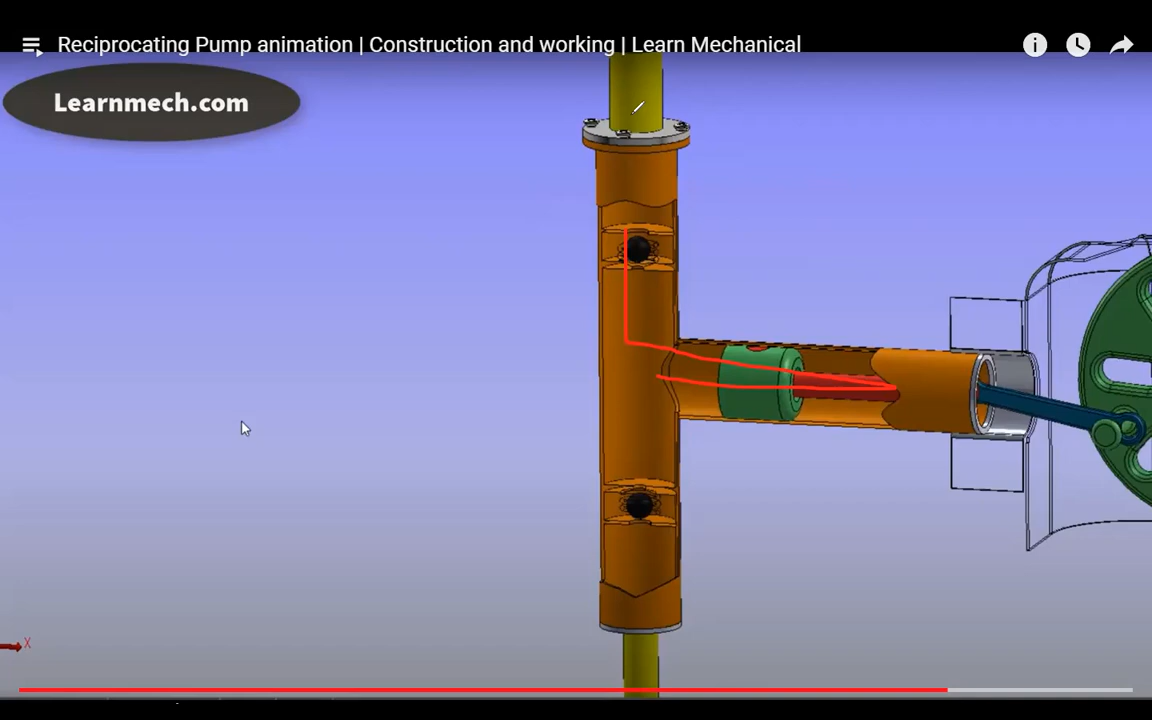 Reciprocating Pump animation | Construction and working | Learn Mechanical
Learnmech.com
X